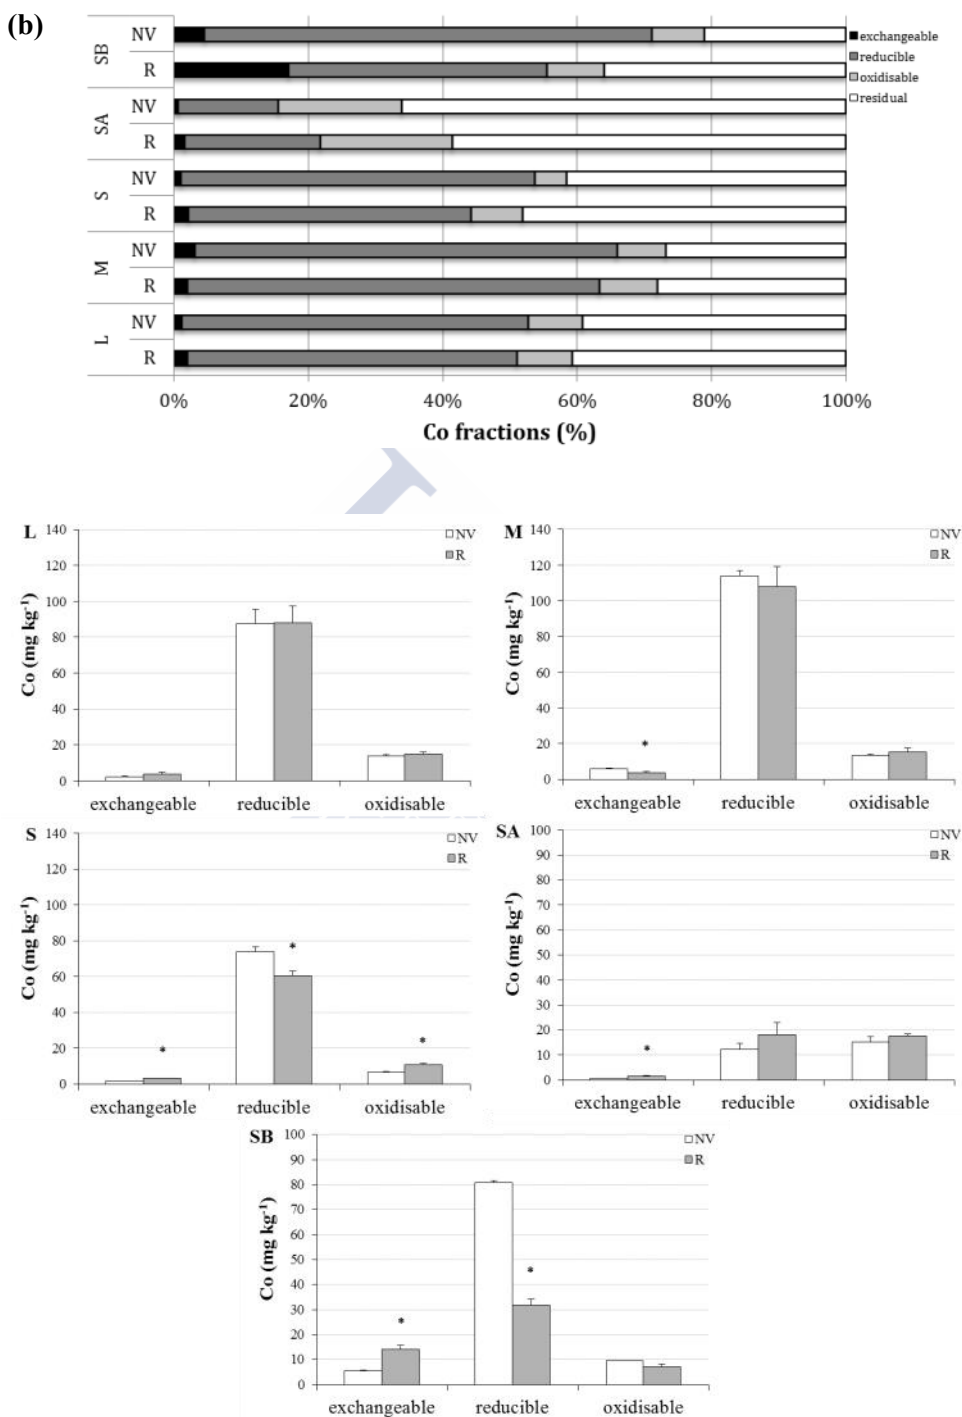 (b)
SB
NV
R
SA
NV
R
S
NV
R
M
NV
R
L
NV
R
exchangeable
reducible
oxidisable
residual
0% 20% 40% 60% 80% 100%
Co fractions (%)
L
Co (mg kg⁻¹)
140
120
100
80
60
40
20
0
NV
R
exchangeable reducible oxidisable
M
Co (mg kg⁻¹)
140
120
100
80
60
40
20
0
NV
R
*
exchangeable reducible oxidisable
S
Co (mg kg⁻¹)
140
120
100
80
60
40
20
0
NV
R
* * *
exchangeable reducible oxidisable
SA
Co (mg kg⁻¹)
100
90
80
70
60
50
40
30
20
10
0
NV
R
*
exchangeable reducible oxidisable
SB
Co (mg kg⁻¹)
100
90
80
70
60
50
40
30
20
10
0
NV
R
* *
exchangeable reducible oxidisable